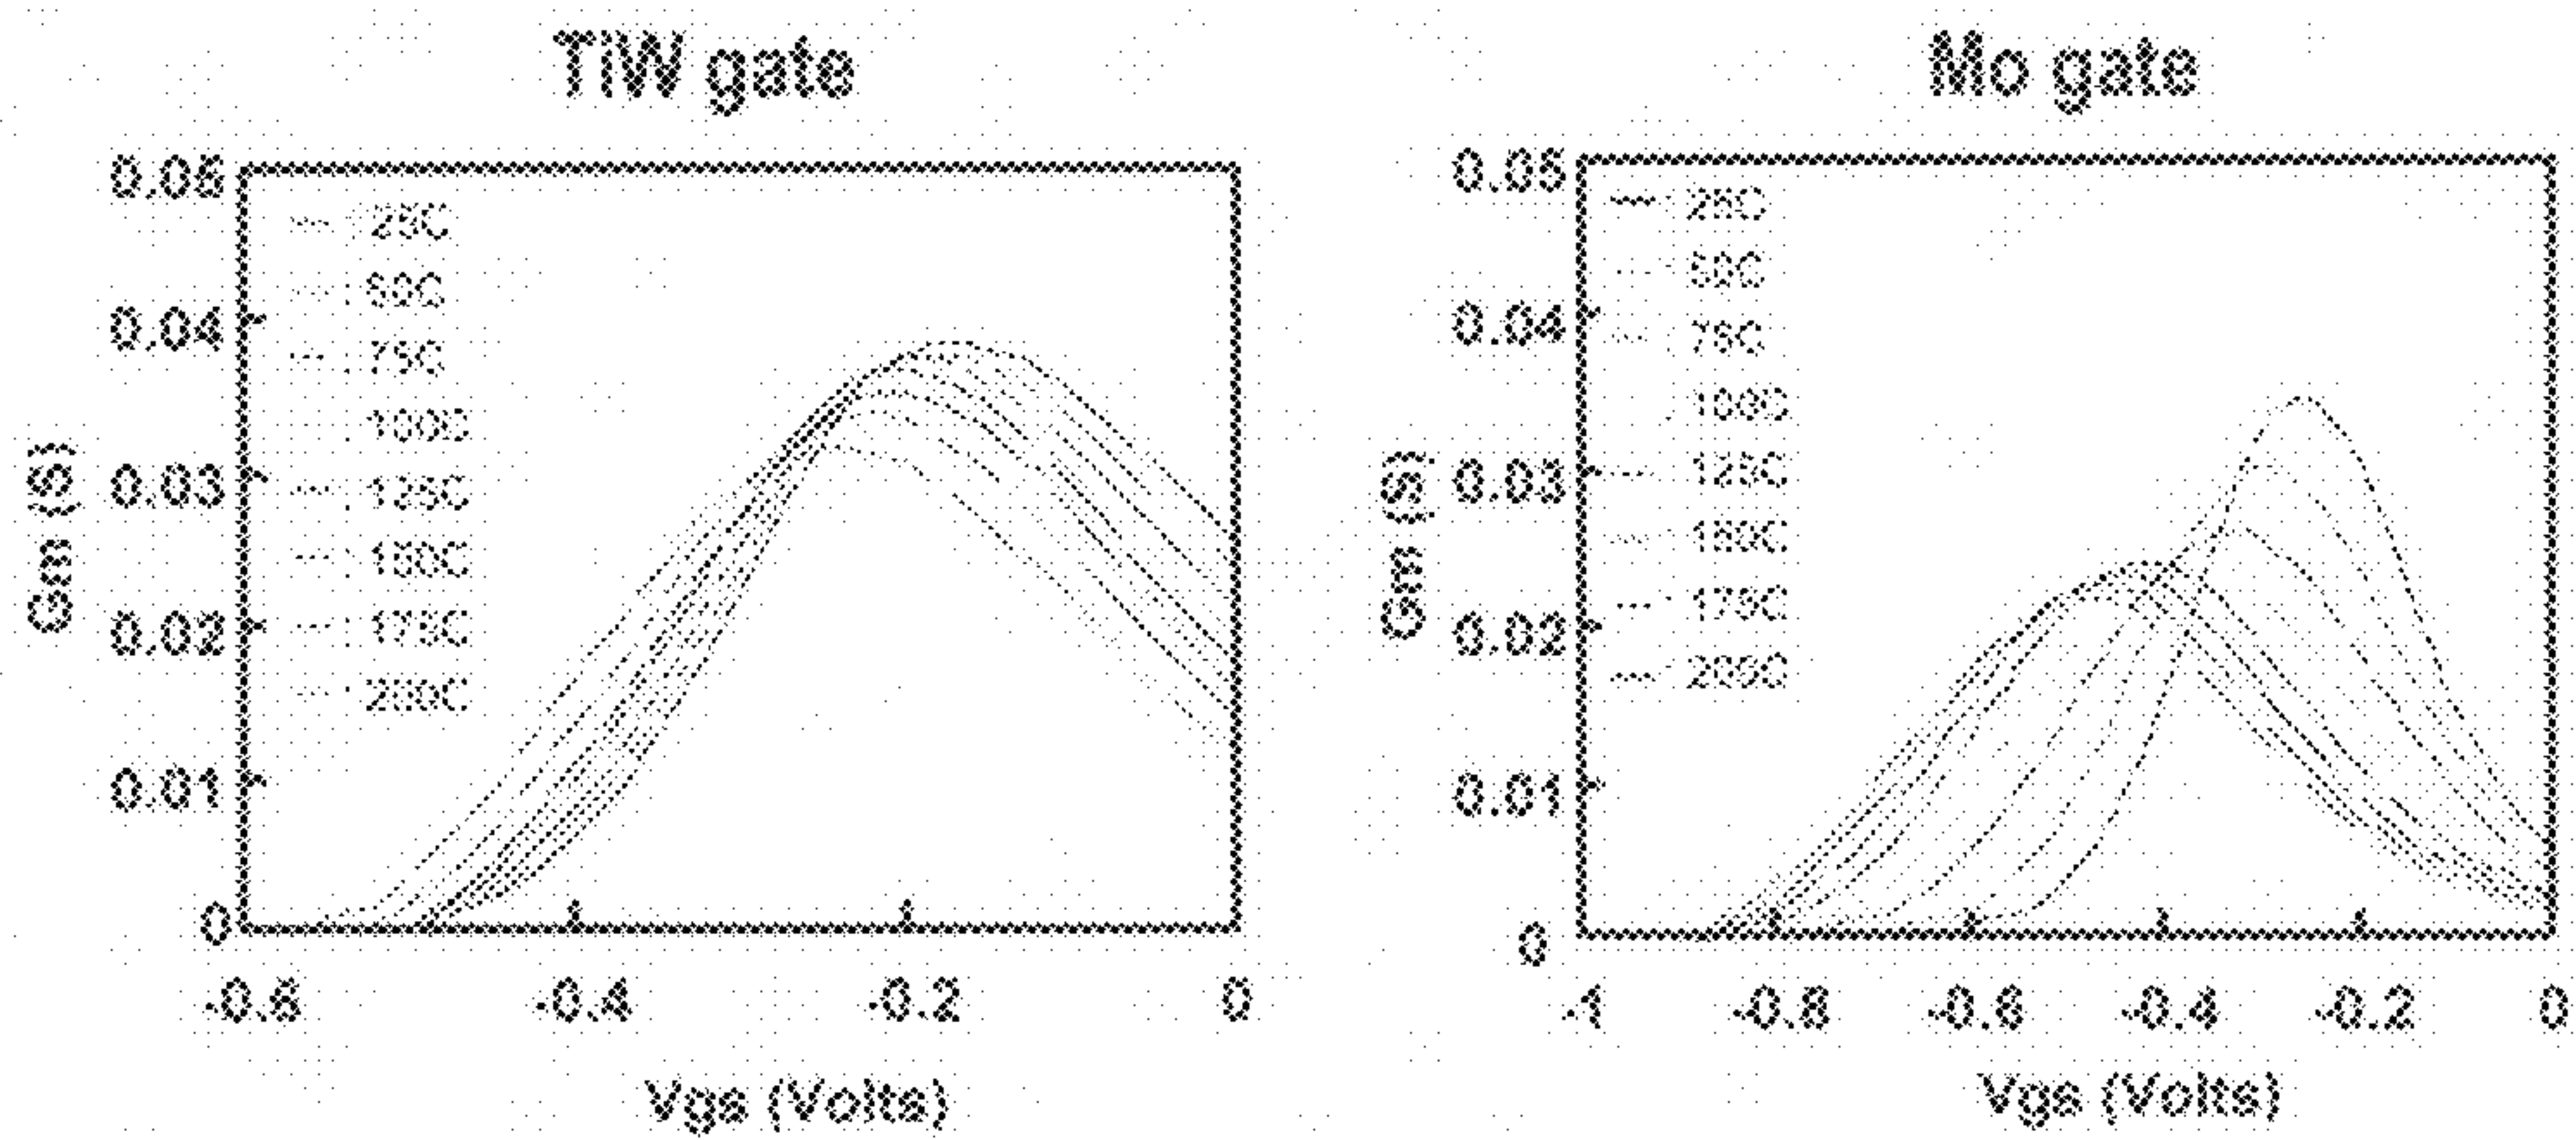 TiW gate
0.05
0.04
0.03
0.02
0.01
0
Gm (S)
25C
50C
75C
100C
125C
150C
175C
200C
-0.6
-0.4
-0.2
0
Vgs (Volts)
Mo gate
0.05
0.04
0.03
0.02
0.01
0
Gm (S)
25C
50C
75C
100C
125C
150C
175C
200C
-1
-0.8
-0.6
-0.4
-0.2
0
Vgs (Volts)